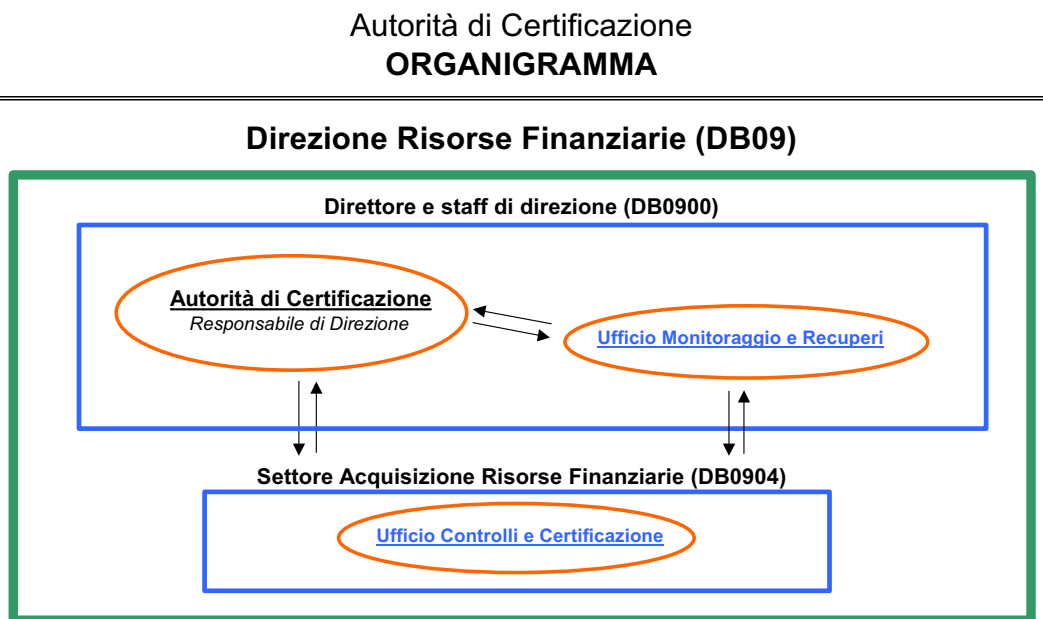 Autorità di Certificazione
ORGANIGRAMMA
Direzione Risorse Finanziarie (DB09)
Direttore e staff di direzione (DB0900)
Autorità di Certificazione
Responsabile di Direzione
Ufficio Monitoraggio e Recuperi
Settore Acquisizione Risorse Finanziarie (DB0904)
Ufficio Controlli e Certificazione